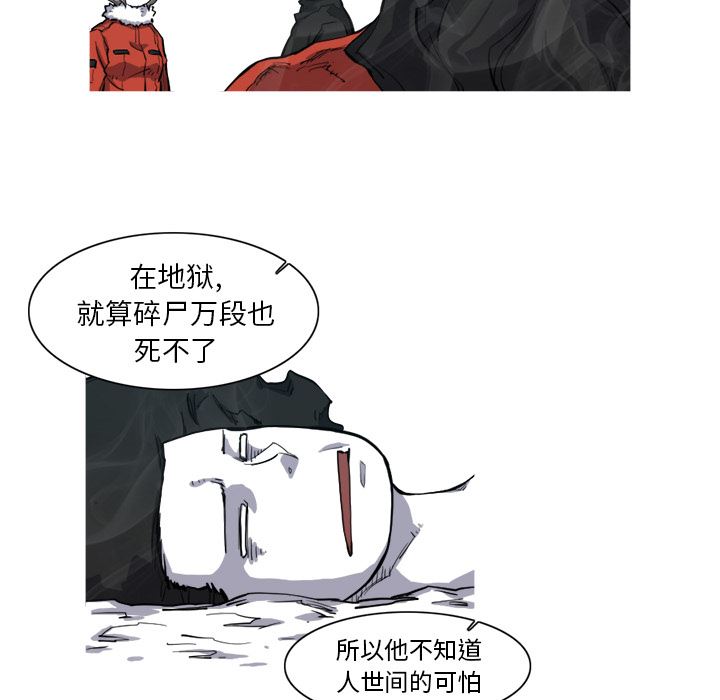 在地狱,
就算碎尸万段也
死不了
所以他不知道
人世间的可怕